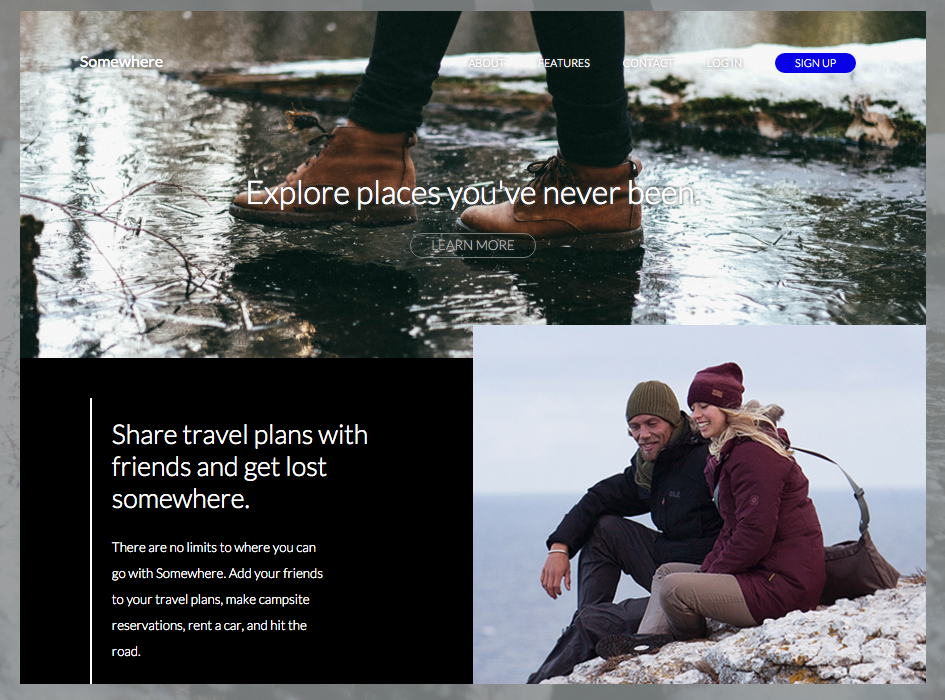 Somewhere ABOUT FEATURES CONTACT LOG IN SIGN UP
Explore places you've never been.
LEARN MORE
Share travel plans with
friends and get lost
somewhere.
There are no limits to where you can
go with Somewhere. Add your friends
to your travel plans, make campsite
reservations, rent a car, and hit the
road.